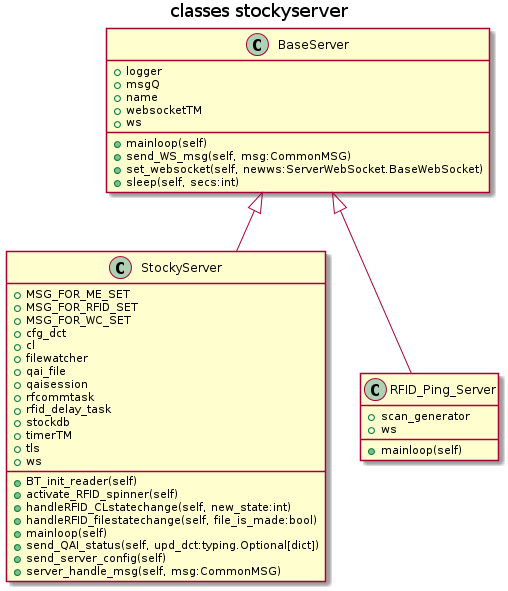 classes stockyserver
C BaseServer
logger
msgQ
name
websocketTM
ws
mainloop(self)
send_WS_msg(self, msg:CommonMSG)
set_websocket(self, newws:ServerWebSocket.BaseWebSocket)
sleep(self, secs:int)
C StockyServer
MSG_FOR_ME_SET
MSG_FOR_RFID_SET
MSG_FOR_WC_SET
cfg_dct
cl
filewatcher
qai_file
qaisession
rfcommtask
rfid_delay_task
stockdb
timerTM
tls
ws
BT_init_reader(self)
activate_RFID_spinner(self)
handleRFID_CLstatechange(self, new_state:int)
handleRFID_filestatechange(self, file_is_made:bool)
mainloop(self)
send_QAI_status(self, upd_dct:typing.Optional[dict])
send_server_config(self)
server_handle_msg(self, msg:CommonMSG)
C RFID_Ping_Server
scan_generator
ws
mainloop(self)